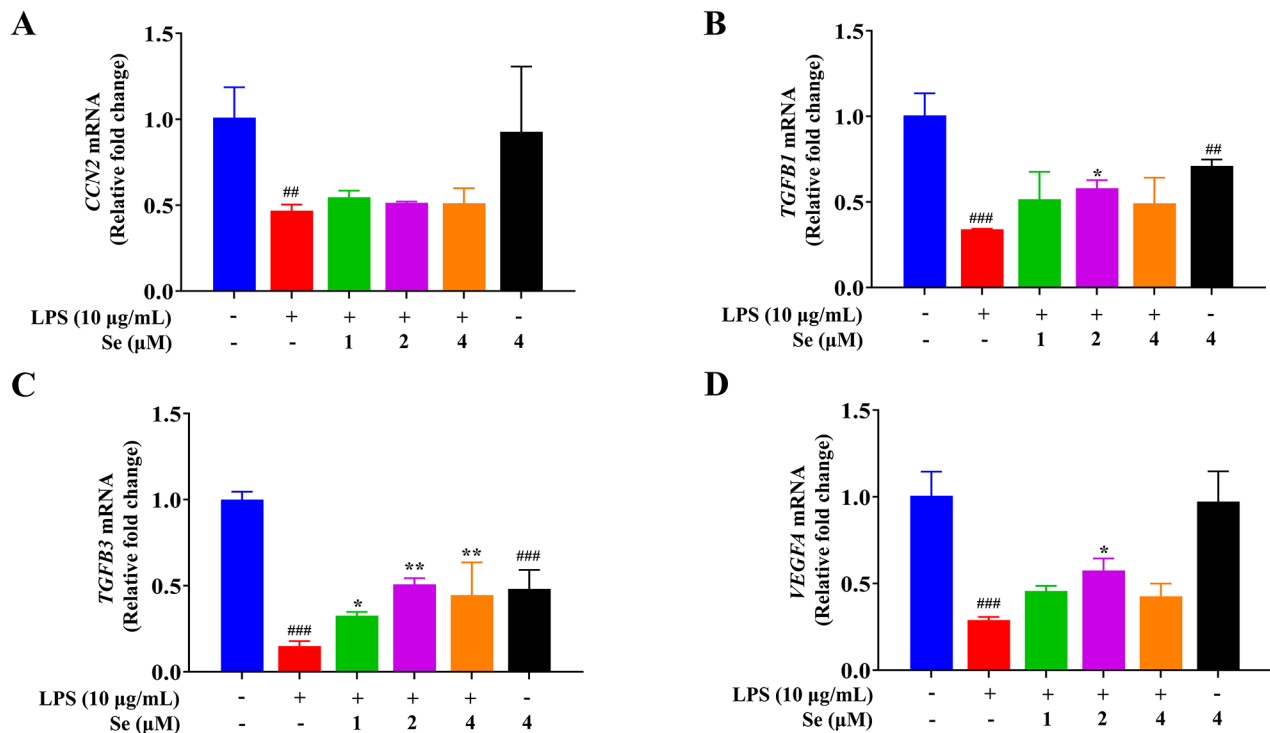 A
CCN2 mRNA
(Relative fold change)
1.5
1.0
0.5
0.0
##
LPS (10 μg/mL) - + + + + -
Se (μM) - - 1 2 4 4
B
TGFB1 mRNA
(Relative fold change)
1.5
1.0
0.5
0.0
### * ##
LPS (10 μg/mL) - + + + + -
Se (μM) - - 1 2 4 4
C
TGFB3 mRNA
(Relative fold change)
1.5
1.0
0.5
0.0
### * ** ** ###
LPS (10 μg/mL) - + + + + -
Se (μM) - - 1 2 4 4
D
VEGFA mRNA
(Relative fold change)
1.5
1.0
0.5
0.0
### *
LPS (10 μg/mL) - + + + + -
Se (μM) - - 1 2 4 4